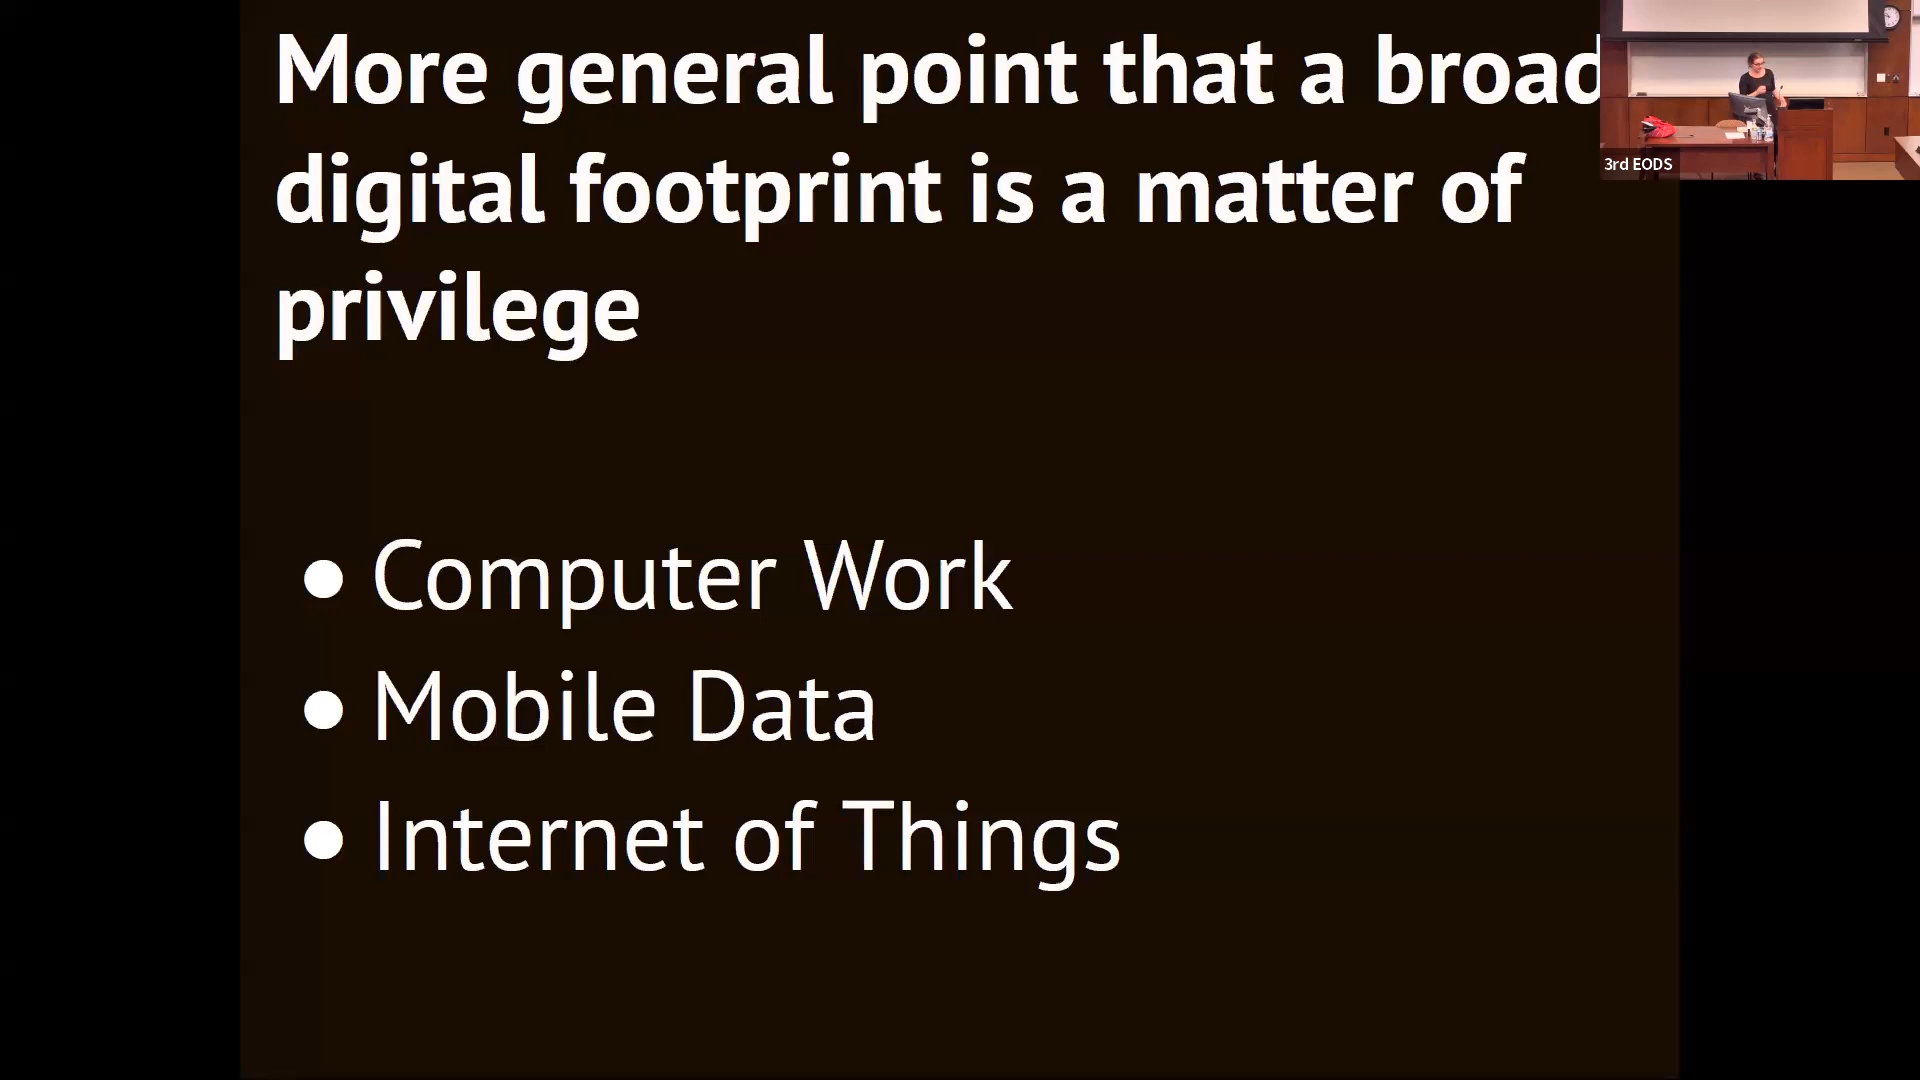 More general point that a broad
digital footprint is a matter of
privilege
3rd EODS
• Computer Work
• Mobile Data
• Internet of Things